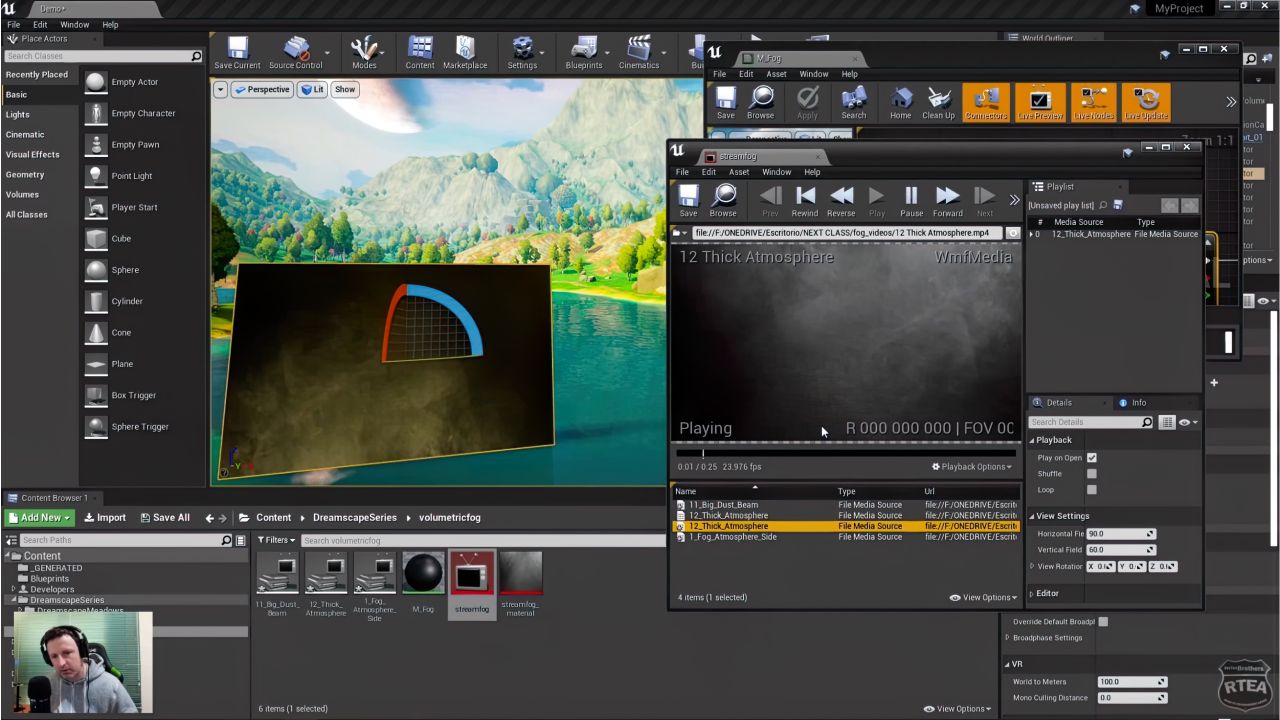 Demo*
MyProject
File Edit Window Help
Place Actors
Search Classes
Recently Placed
Basic
Lights
Cinematic
Visual Effects
Geometry
Volumes
All Classes
Empty Actor
Empty Character
Empty Pawn
Point Light
Player Start
Cube
Sphere
Cylinder
Cone
Plane
Box Trigger
Sphere Trigger
Save Current
Source Control
Modes
Content
Marketplace
Settings
Blueprints
Cinematics
World Outliner
Perspective
Lit
Show
M_Fog
File Edit Asset Window Help
Save
Browse
Apply
Search
Home
Clean Up
Connectors
Live Preview
Live Nodes
Live Update
Zoom 1:1
streamfog
File Edit Asset Window Help
Save
Browse
Prev
Rewind
Reverse
Play
Pause
Forward
Next
file://F:/ONEDRIVE/Escritorio/NEXT CLASS/fog_videos/12 Thick Atmosphere.mp4
12 Thick Atmosphere
WmfMedia
Playing
R 000 000 000 | FOV 00
0:01 / 0:25 23.976 fps
Playback Options
Name Type Url
11_Big_Dust_Beam File Media Source file://F:/ONEDRIVE/Escrit
12_Thick_Atmosphere File Media Source file://F:/ONEDRIVE/Escrit
12_Thick_Atmosphere File Media Source file://F:/ONEDRIVE/Escrit
1_Fog_Atmosphere_Side File Media Source file://F:/ONEDRIVE/Escrit
4 items (1 selected)
View Options
Playlist
[Unsaved play list]
# Media Source Type
0 12_Thick_Atmosphere File Media Source
Details
Info
Search Details
Playback
Play on Open
Shuffle
Loop
View Settings
Horizontal Fie 90.0
Vertical Field 60.0
View Rotation X 0.0 Y 0.0 Z 0.0
Editor
Override Default Broadph
Broadphase Settings
VR
World to Meters 100.0
Mono Culling Distance 0.0
Content Browser 1
Add New
Import
Save All
Content
DreamscapeSeries
volumetricfog
Search Paths
Filters
Search volumetricfog
Content
_GENERATED
Blueprints
Developers
DreamscapeSeries
DreamscapeMeadows
11_Big_Dust_
Beam
12_Thick_
Atmosphere
1_Fog_
Atmosphere_
Side
M_Fog
streamfog
streamfog_
material
6 items (1 selected)
View Options
RTEA